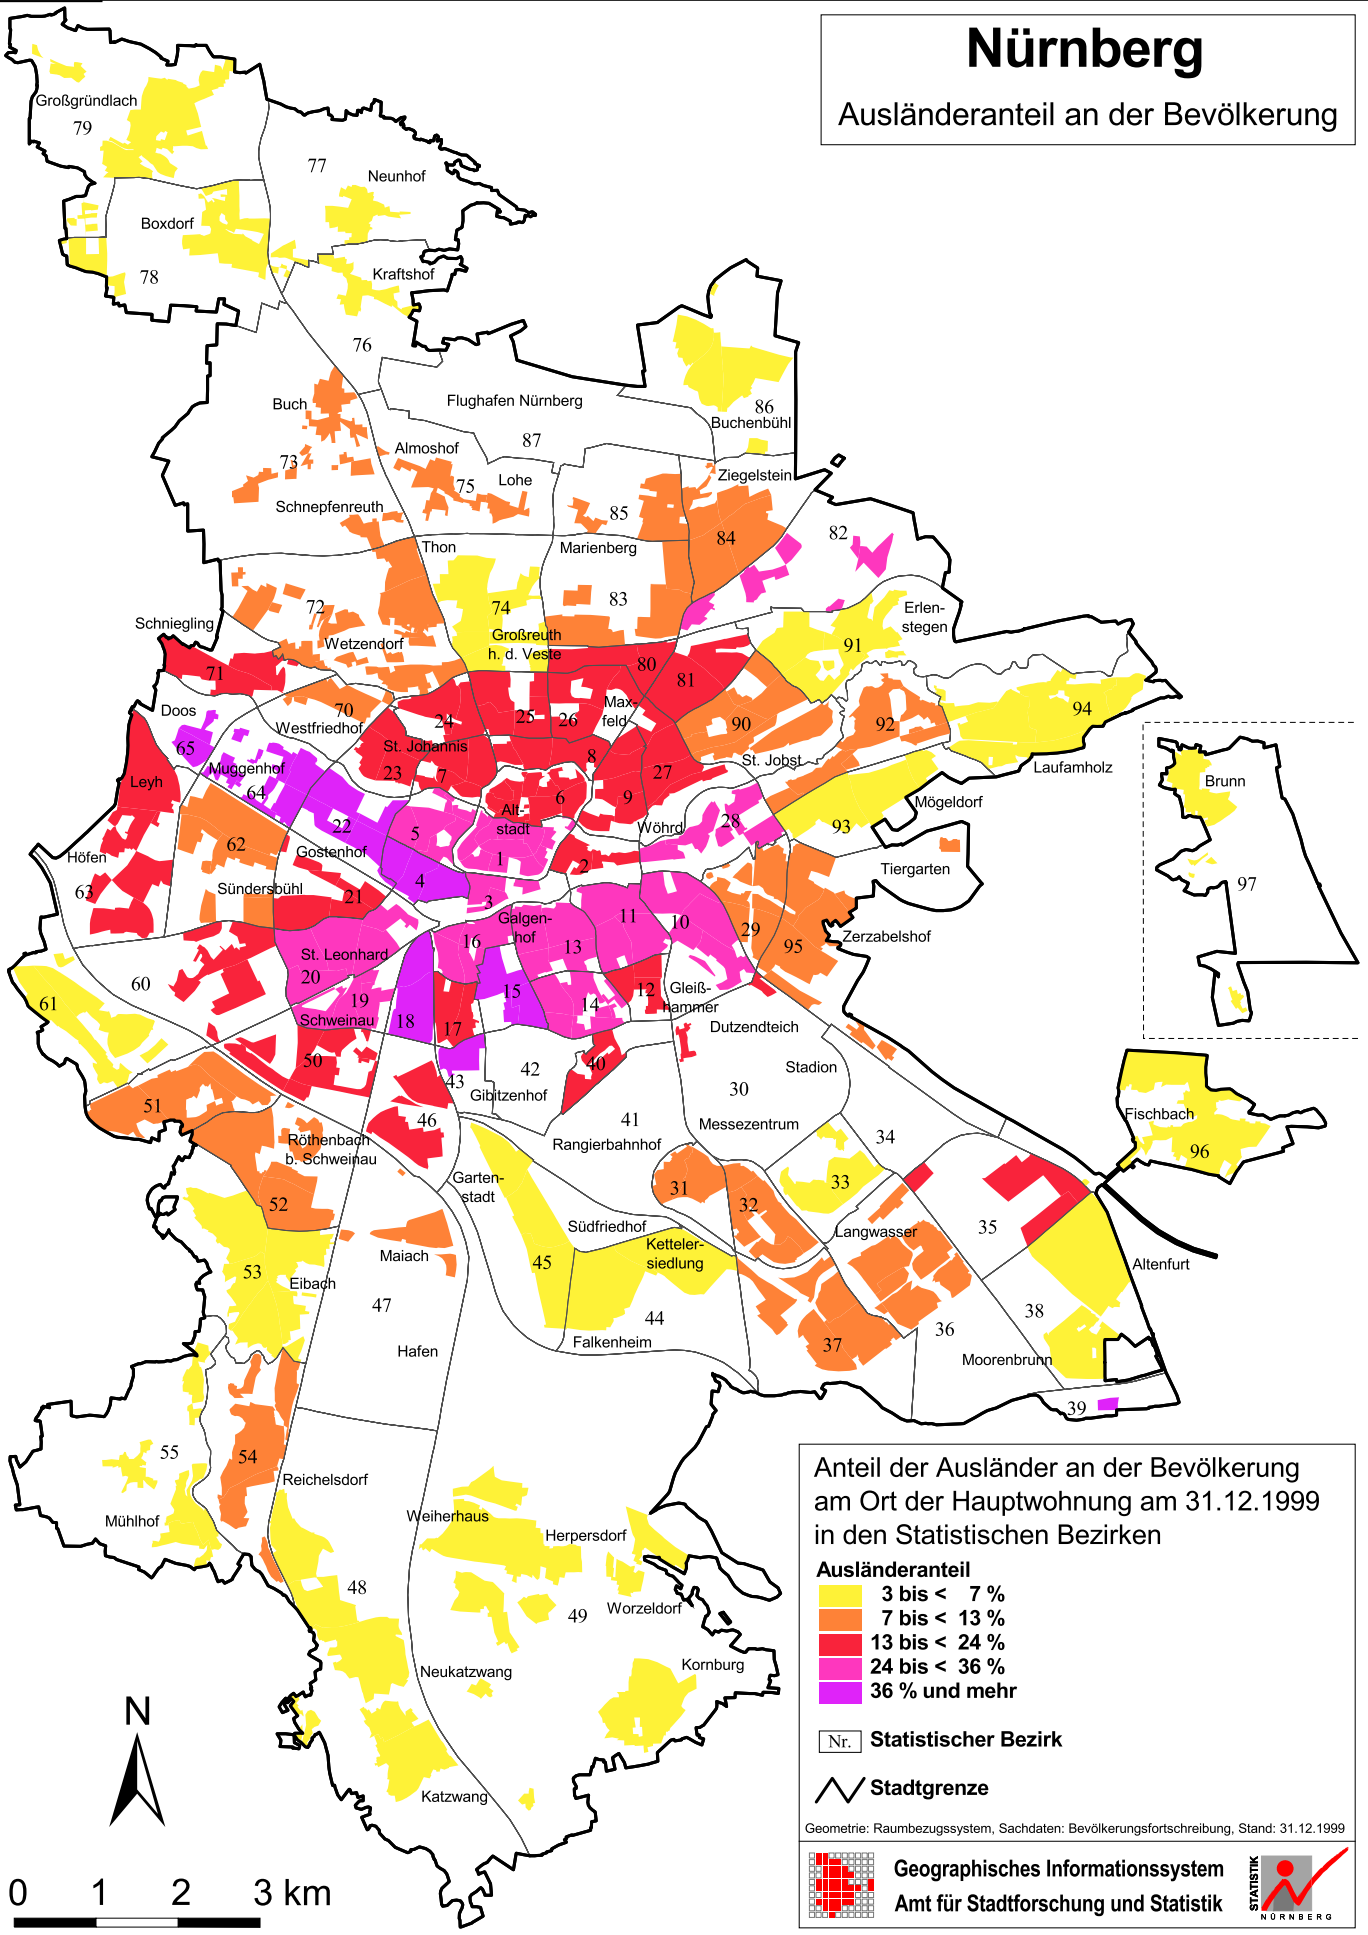 Nürnberg
Ausländeranteil an der Bevölkerung
Großgründlach
79
77
Neunhof
Boxdorf
78
Kraftshof
76
Buch
Flughafen Nürnberg
87
86
Buchenbühl
Almoshof
73
75
Lohe
Ziegelstein
Schnepfenreuth
85
84
82
Thon
Marienberg
72
74
83
Schniegling
Wetzendorf
Großreuth
h. d. Veste
Erlen-
stegen
91
71
80
81
Doos
70
Westfriedhof
24
25
26
Max-
feld
90
92
94
65
St. Johannis
8
St. Jobst
Laufamholz
Leyh
Muggenhof
23
7
27
64
6
9
Mögeldorf
Brunn
22
5
Alt-
stadt
Wöhrd
28
93
62
Gostenhof
1
2
Höfen
Tiergarten
63
Sündersbühl
21
4
3
97
Galgen-
hof
11
10
29
95
Zerzabelshof
St. Leonhard
16
13
60
20
61
19
15
14
12
Gleiß-
hammer
Schweinau
18
17
Dutzendteich
50
40
Stadion
43
42
30
51
Gibitzenhof
46
41
Messezentrum
Fischbach
Röthenbach
b. Schweinau
Rangierbahnhof
34
96
Garten-
stadt
31
33
52
32
35
Südfriedhof
Langwasser
Maiach
Ketteler-
siedlung
53
Eibach
45
Altenfurt
47
44
38
Hafen
Falkenheim
37
36
Moorenbrunn
39
55
54
Reichelsdorf
Mühlhof
Weiherhaus
Herpersdorf
48
49
Worzeldorf
Neukatzwang
Kornburg
Katzwang
N
0 1 2 3 km
Anteil der Ausländer an der Bevölkerung
am Ort der Hauptwohnung am 31.12.1999
in den Statistischen Bezirken
Ausländeranteil
3 bis < 7 %
7 bis < 13 %
13 bis < 24 %
24 bis < 36 %
36 % und mehr
Nr. Statistischer Bezirk
Stadtgrenze
Geometrie: Raumbezugssystem, Sachdaten: Bevölkerungsfortschreibung, Stand: 31.12.1999
Geographisches Informationssystem
Amt für Stadtforschung und Statistik
STATISTIK
NÜRNBERG